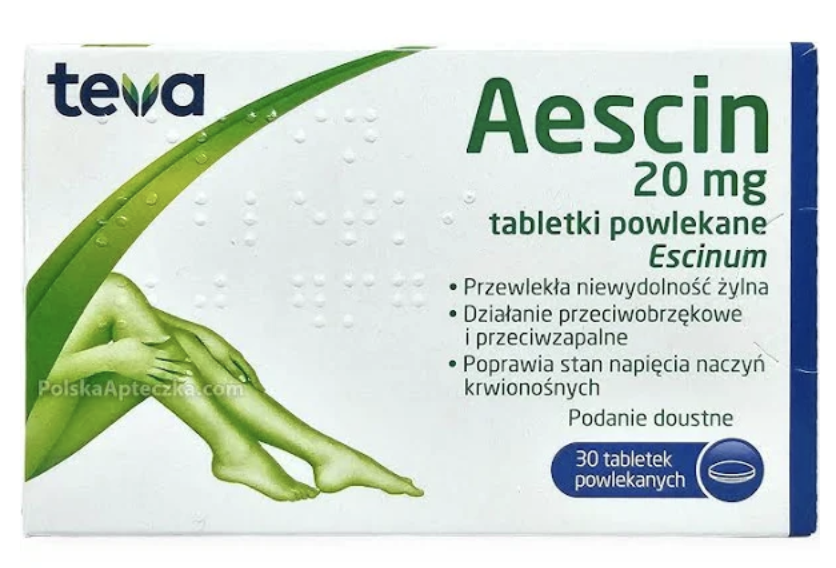 teva
Aescin
20 mg
tabletki powlekane
Escinum
• Przewlekła niewydolność żylna
• Działanie przeciwobrzękowe
i przeciwzapalne
• Poprawia stan napięcia naczyń
krwionośnych
Podanie doustne
30 tabletek
powlekanych
PolskaApteczka.com